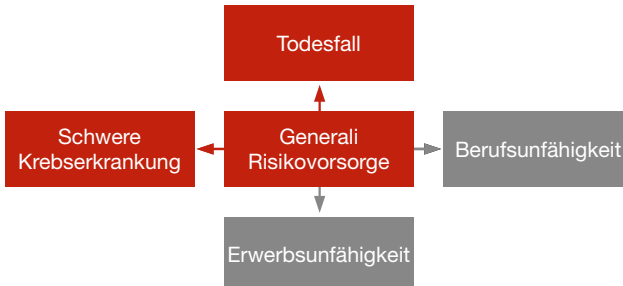 Todesfall
Schwere
Krebserkrankung
Generali
Risikovorsorge
Berufsunfähigkeit
Erwerbsunfähigkeit